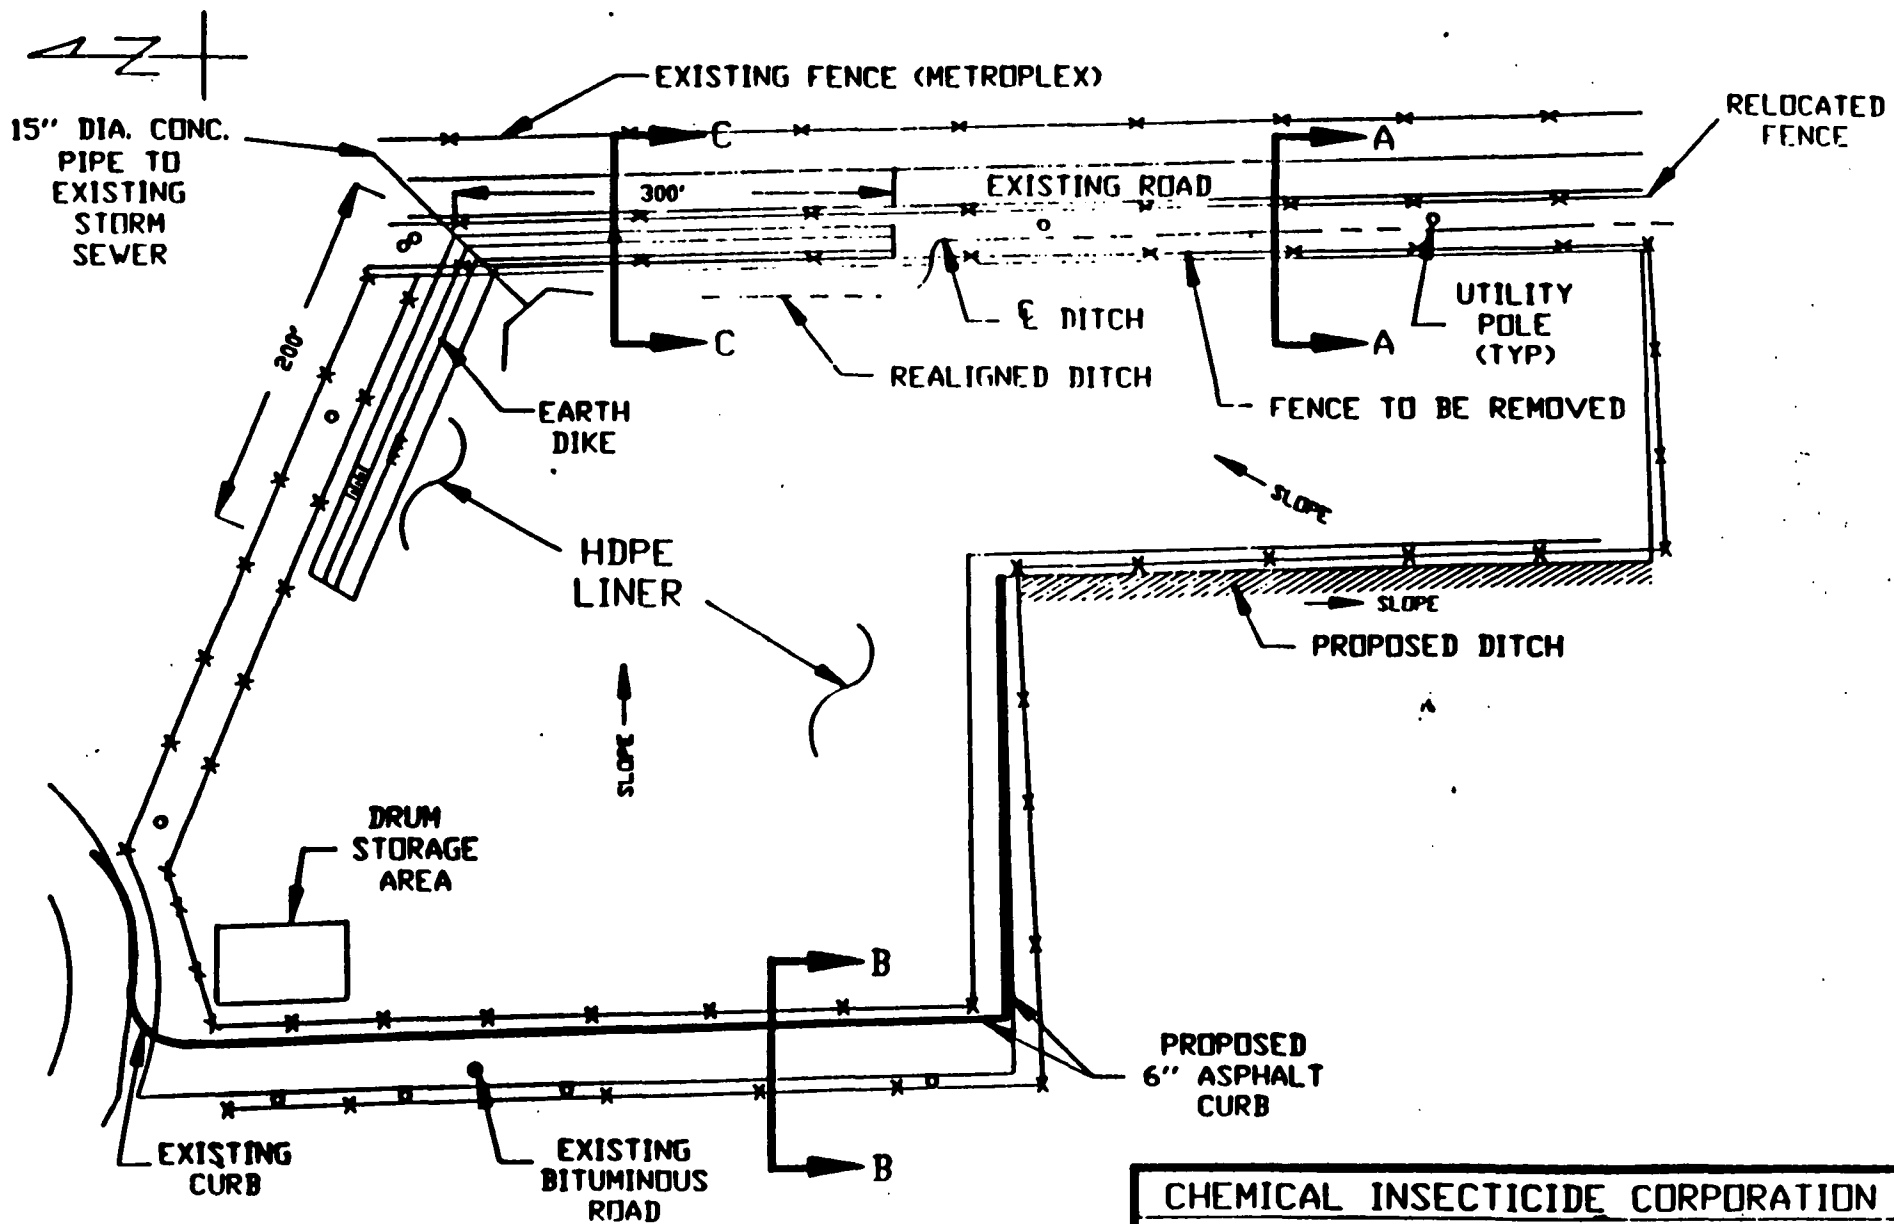 N
EXISTING FENCE (METROPLEX)
RELOCATED
FENCE
15" DIA. CONC.
PIPE TO
EXISTING
STORM
SEWER
C
A
300'
EXISTING ROAD
200'
C
A
℄ DITCH
UTILITY
POLE
(TYP)
REALIGNED DITCH
FENCE TO BE REMOVED
EARTH
DIKE
SLOPE
HDPE
LINER
SLOPE
PROPOSED DITCH
SLOPE
DRUM
STORAGE
AREA
B
PROPOSED
6" ASPHALT
CURB
B
EXISTING
CURB
EXISTING
BITUMINOUS
ROAD
CHEMICAL INSECTICIDE CORPORATION